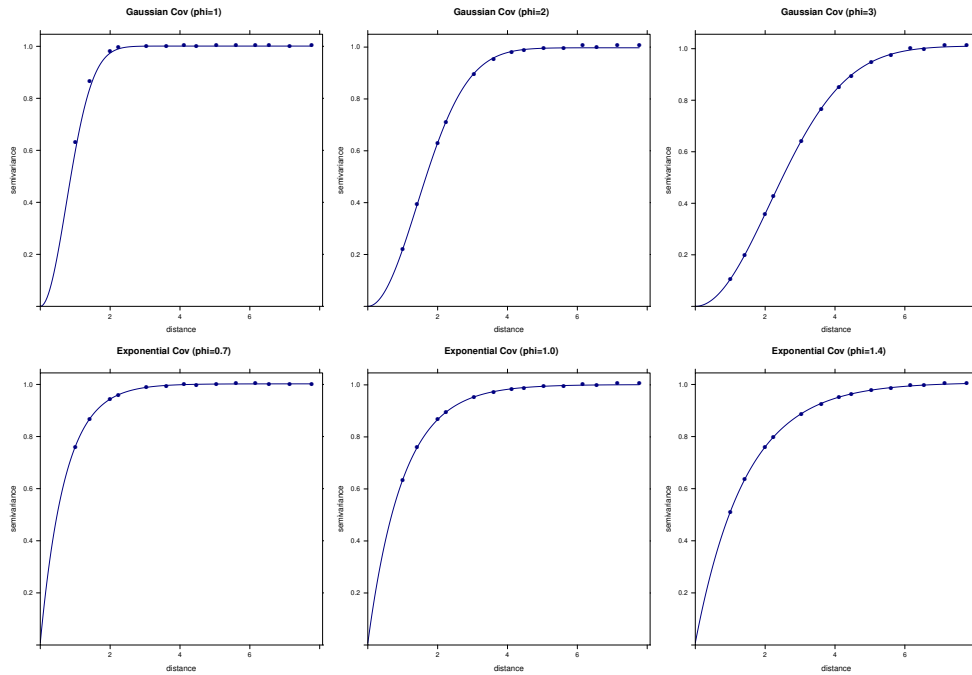 Gaussian Cov (phi=1)
1.0
0.8
0.6
0.4
0.2
semivariance
2
4
6
distance
Gaussian Cov (phi=2)
1.0
0.8
0.6
0.4
0.2
semivariance
2
4
6
distance
Gaussian Cov (phi=3)
1.0
0.8
0.6
0.4
0.2
semivariance
2
4
6
distance
Exponential Cov (phi=0.7)
1.0
0.8
0.6
0.4
0.2
semivariance
2
4
6
distance
Exponential Cov (phi=1.0)
1.0
0.8
0.6
0.4
0.2
semivariance
2
4
6
distance
Exponential Cov (phi=1.4)
1.0
0.8
0.6
0.4
0.2
semivariance
2
4
6
distance